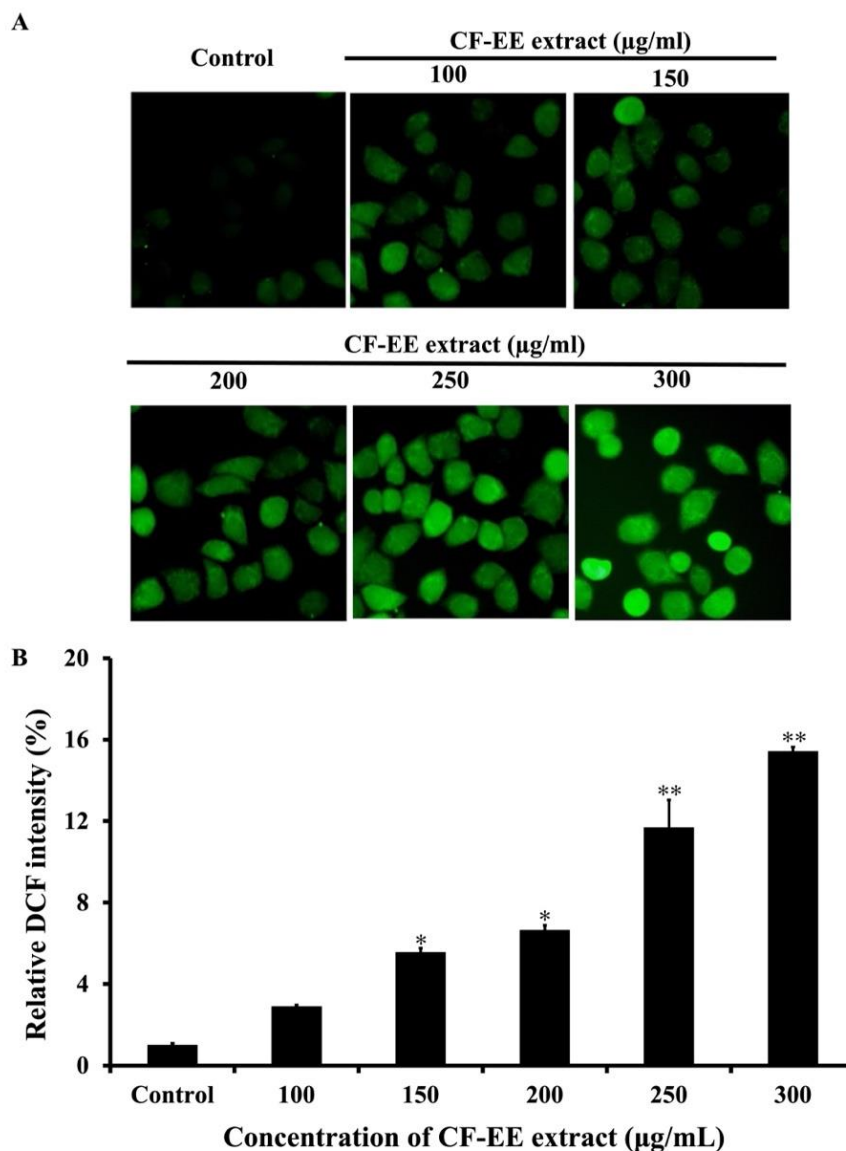 A
Control
CF-EE extract (μg/ml)
100 150
CF-EE extract (μg/ml)
200 250 300
B
Relative DCF intensity (%)
20
16
12
8
4
0
* * ** **
Control 100 150 200 250 300
Concentration of CF-EE extract (μg/mL)